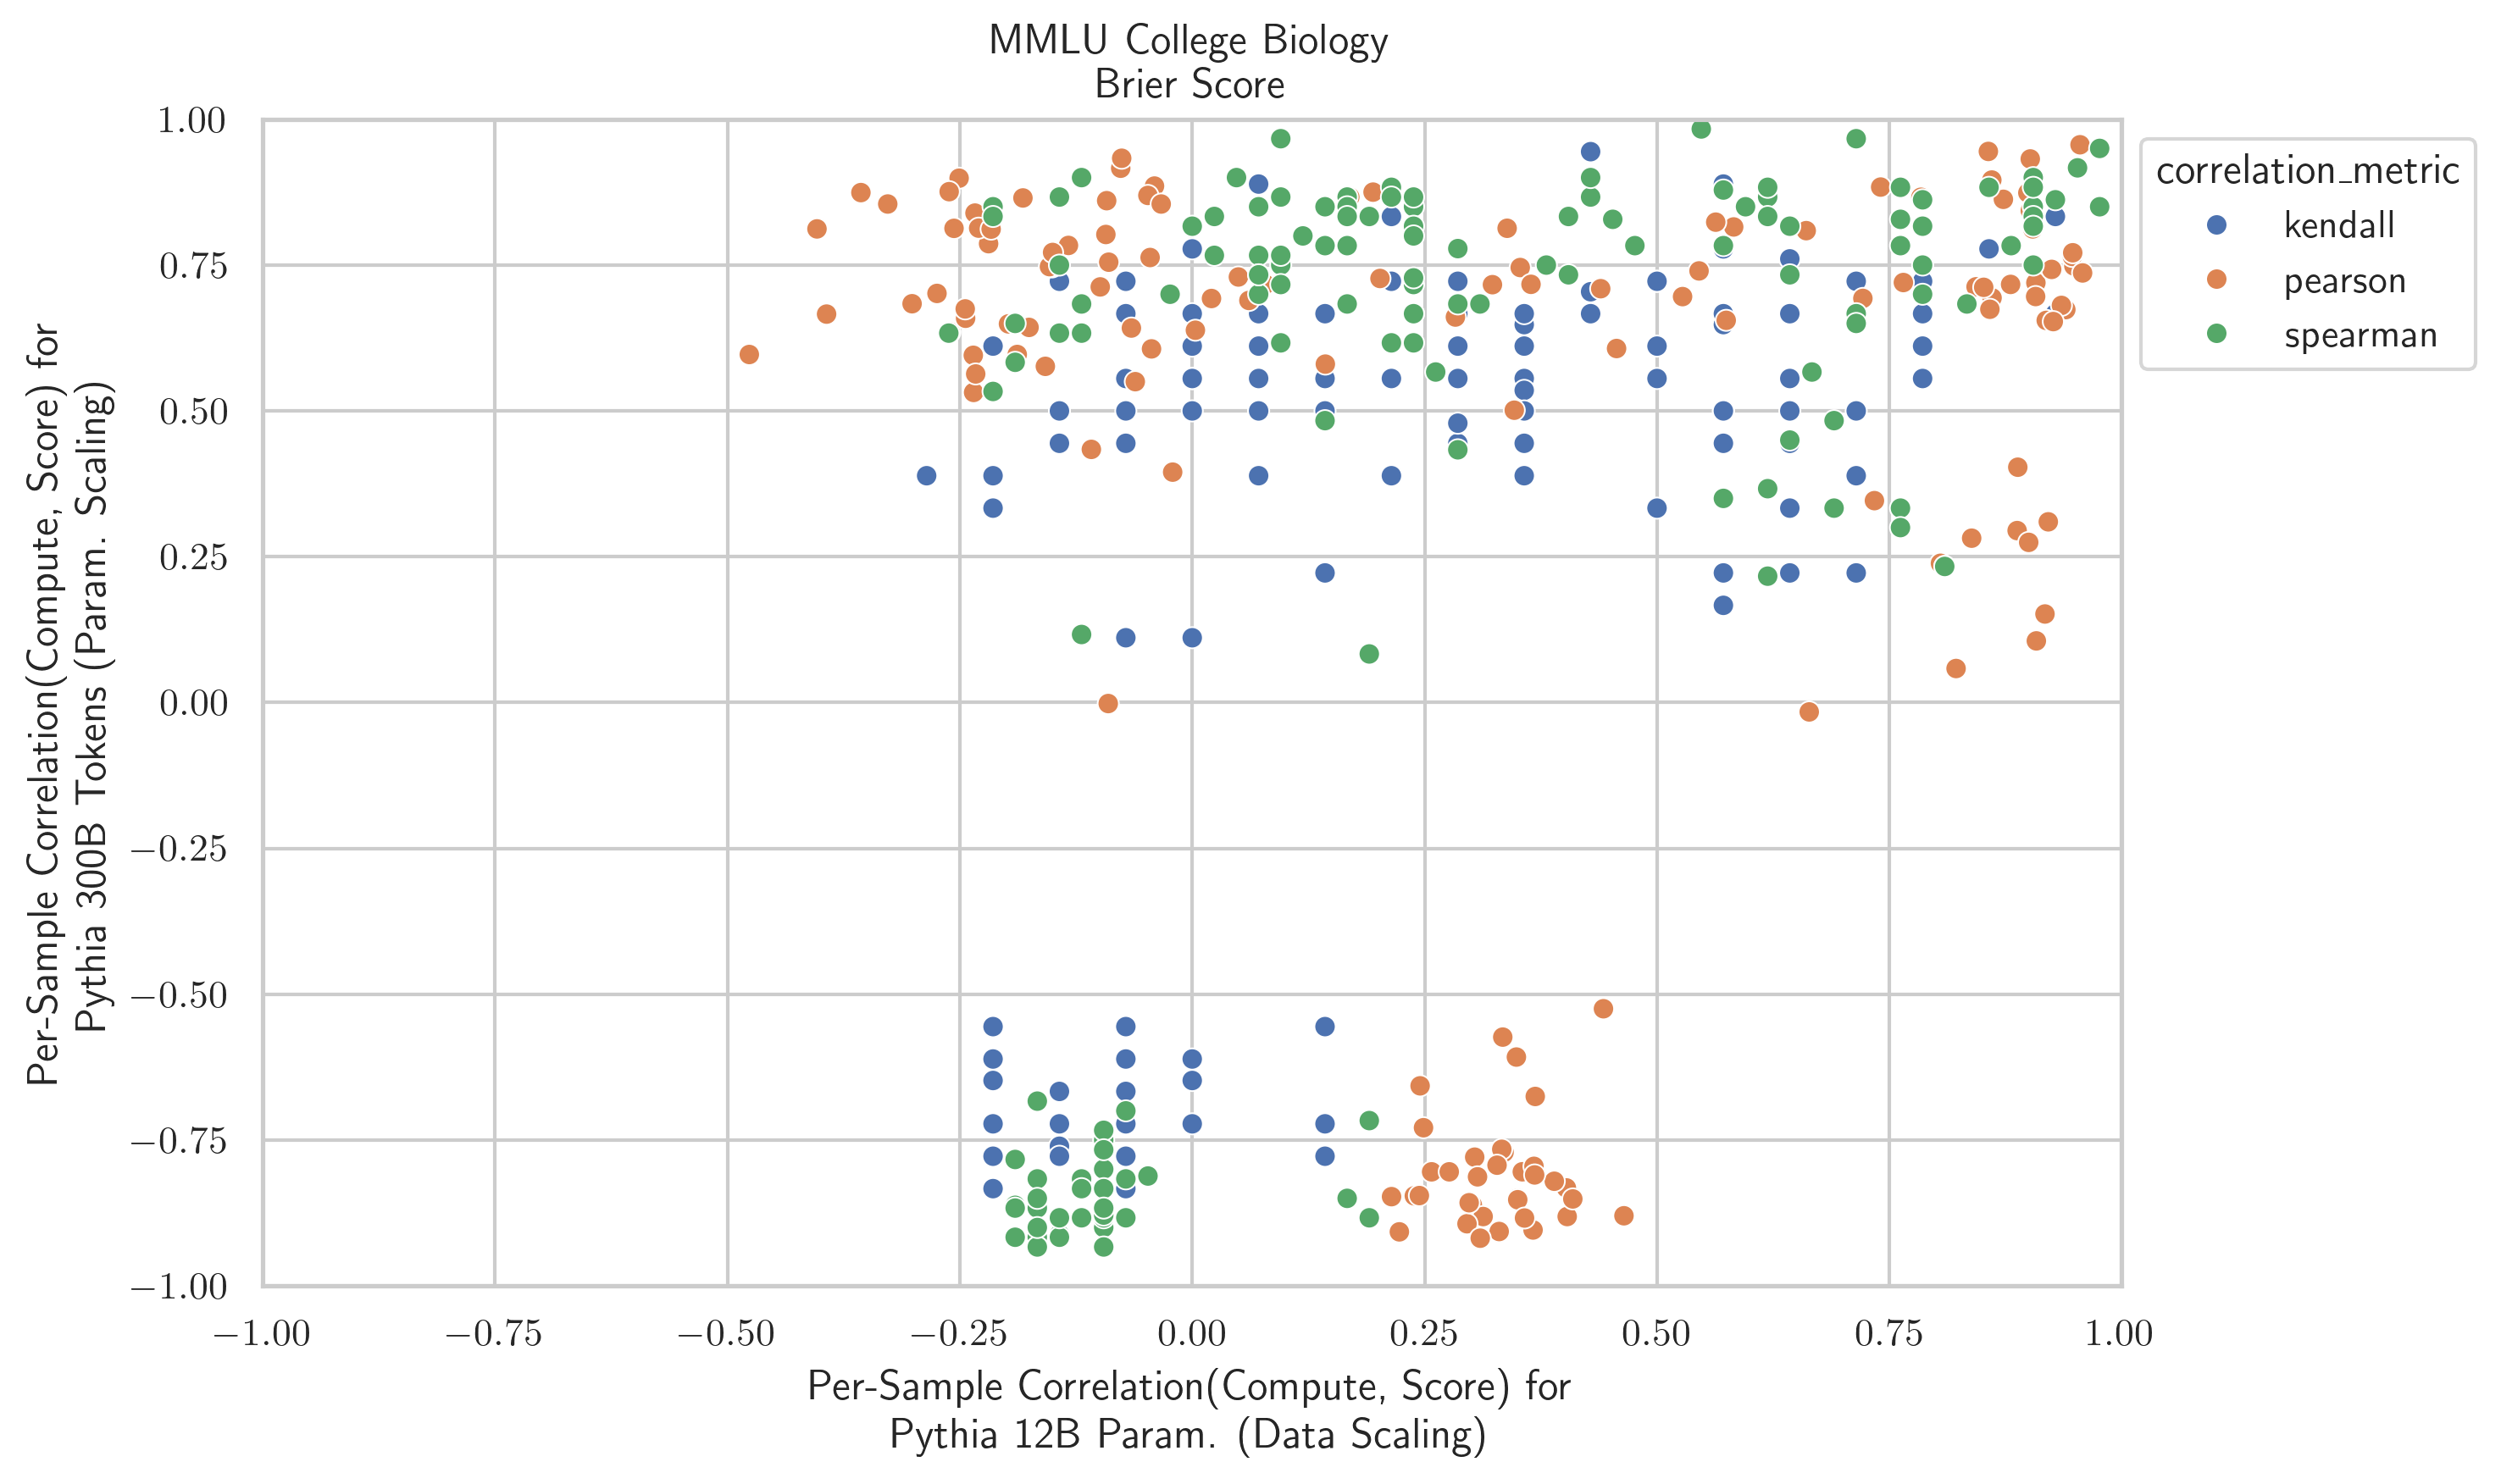 MMLU College Biology
Brier Score
Per-Sample Correlation(Compute, Score) for
Pythia 300B Tokens (Param. Scaling)
1.00
0.75
0.50
0.25
0.00
−0.25
−0.50
−0.75
−1.00
correlation_metric
kendall
pearson
spearman
−1.00 −0.75 −0.50 −0.25 0.00 0.25 0.50 0.75 1.00
Per-Sample Correlation(Compute, Score) for
Pythia 12B Param. (Data Scaling)